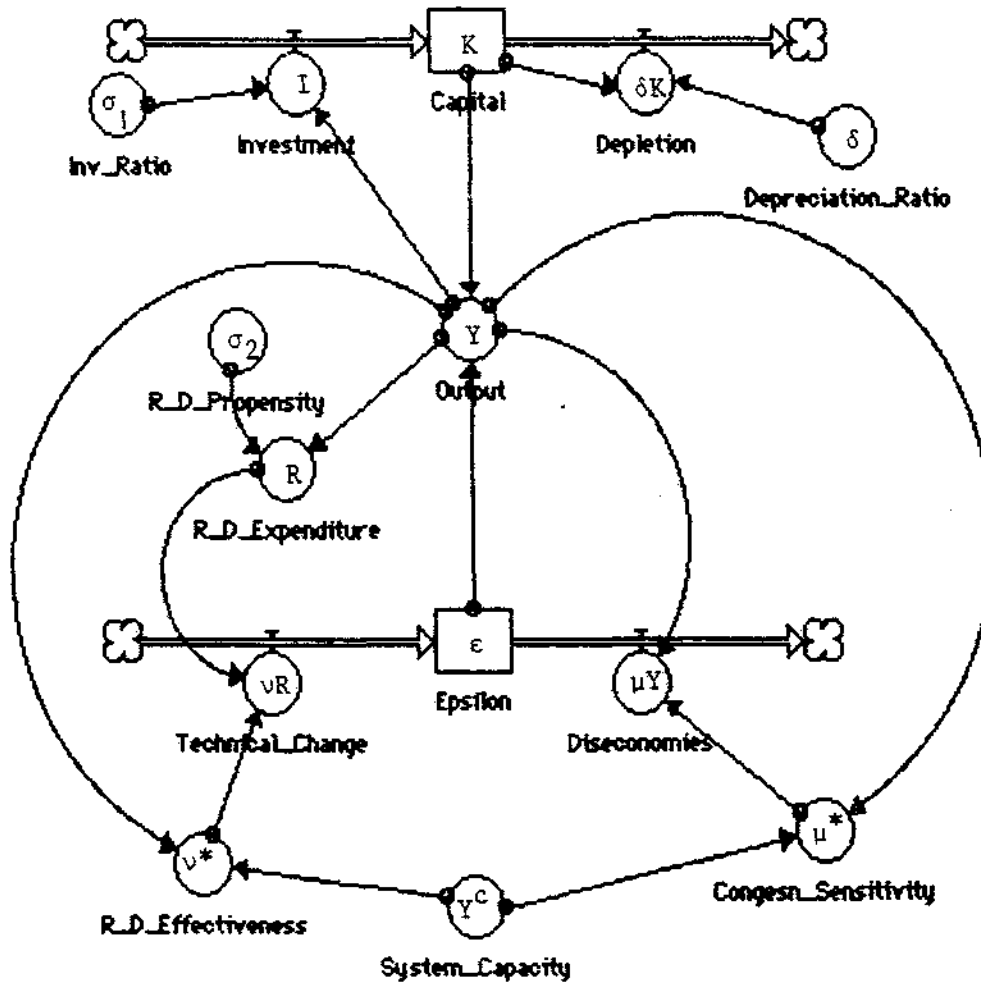 K
I
δK
σ1
Capital
δ
Investment
Depletion
Inv_Ratio
Depreciation_Ratio
σ2
Y
R_D_Propensity
Output
R
R_D_Expenditure
ε
νR
μY
Epsilon
Technical_Change
Diseconomies
ν*
μ*
Y^c
R_D_Effectiveness
Congesn_Sensitivity
System_Capacity